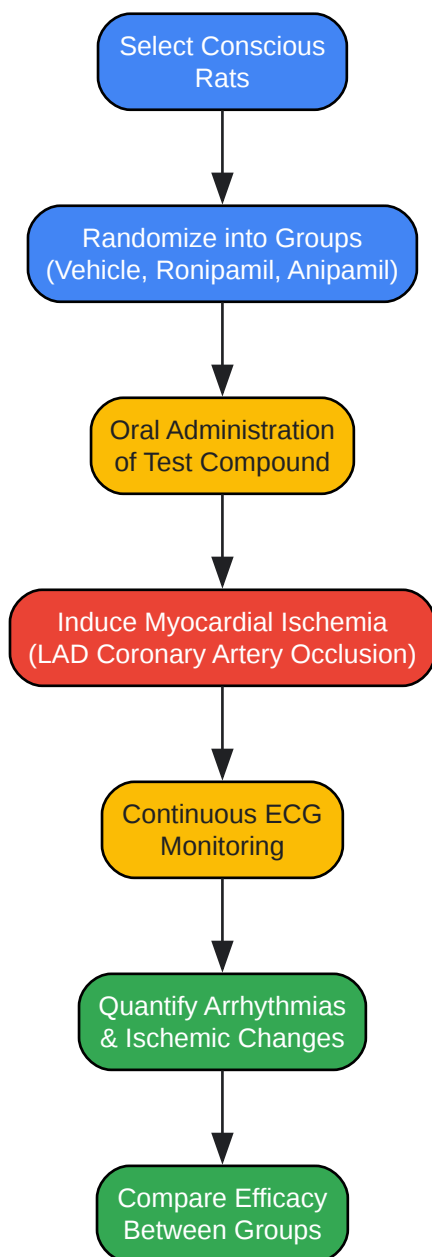 Select Conscious
Rats
Randomize into Groups
(Vehicle, Ronipamil, Anipamil)
Oral Administration
of Test Compound
Induce Myocardial Ischemia
(LAD Coronary Artery Occlusion)
Continuous ECG
Monitoring
Quantify Arrhythmias
& Ischemic Changes
Compare Efficacy
Between Groups